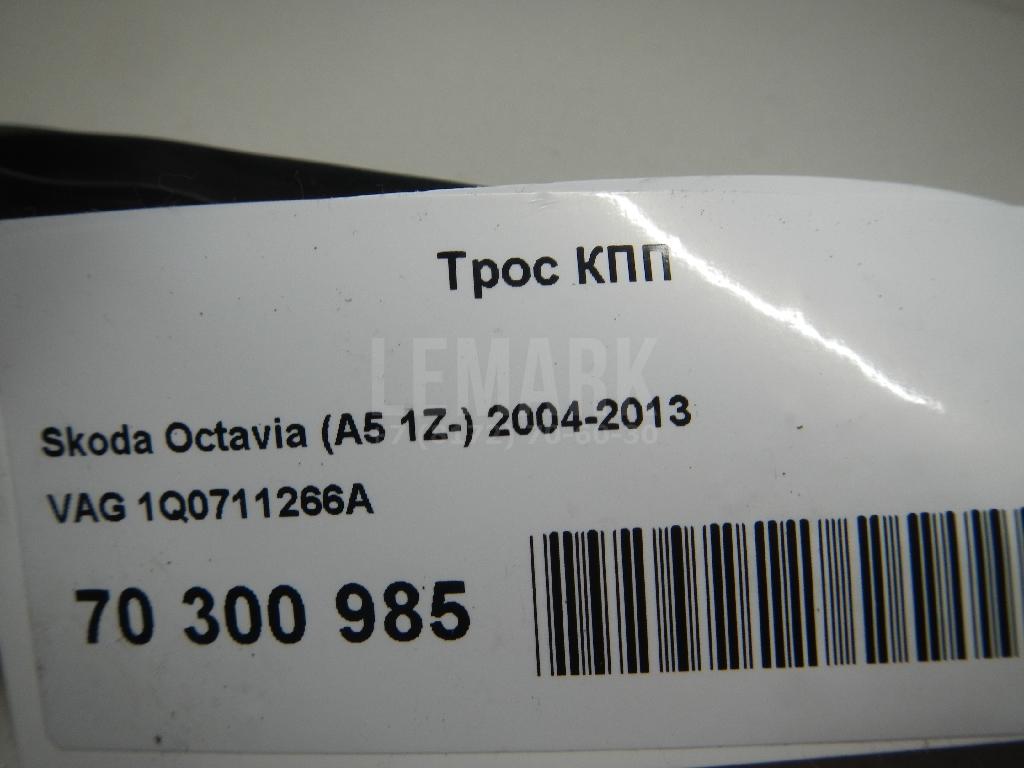 Трос КПП
LEMARK
Skoda Octavia (A5 1Z-) 2004-2013
VAG 1Q0711266A
70 300 985